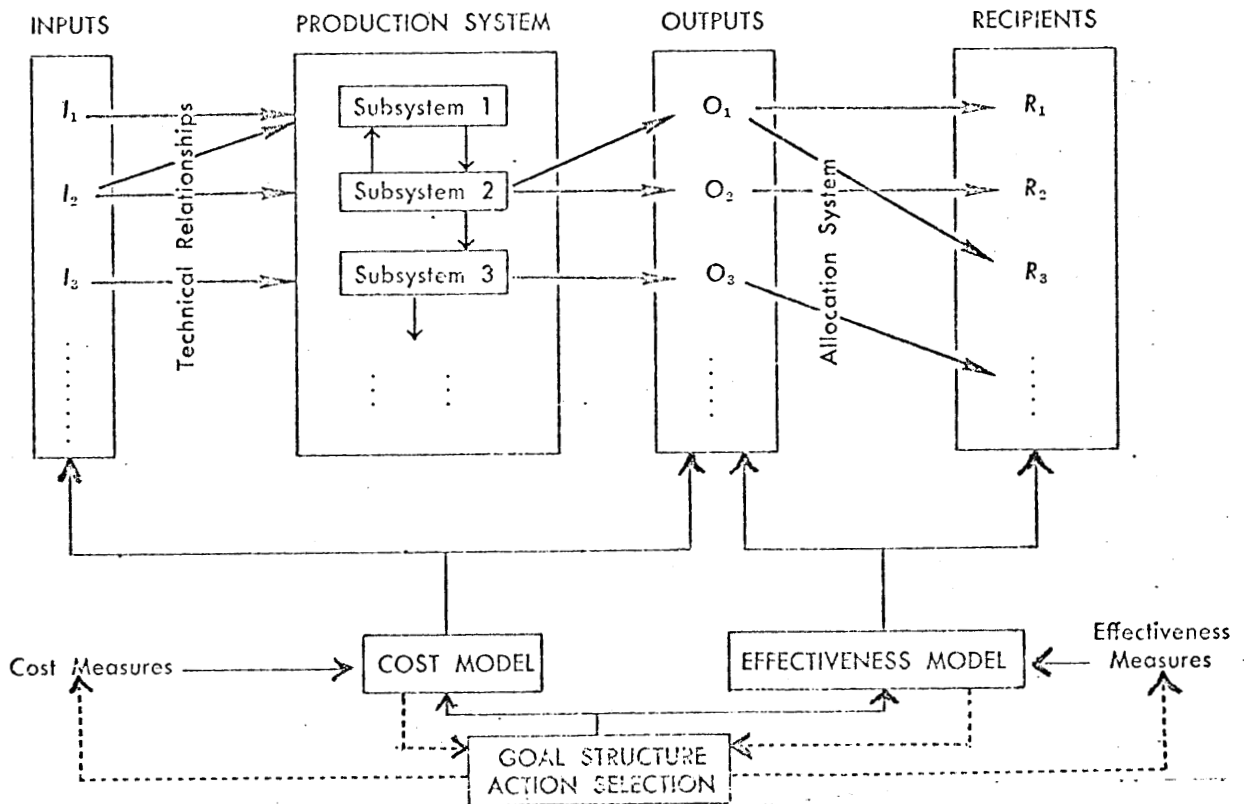 INPUTS
PRODUCTION SYSTEM
OUTPUTS
RECIPIENTS
I₁
I₂
I₃
Technical Relationships
Subsystem 1
Subsystem 2
Subsystem 3
O₁
O₂
O₃
Allocation System
R₁
R₂
R₃
Cost Measures
COST MODEL
EFFECTIVENESS MODEL
Effectiveness
Measures
GOAL STRUCTURE
ACTION SELECTION